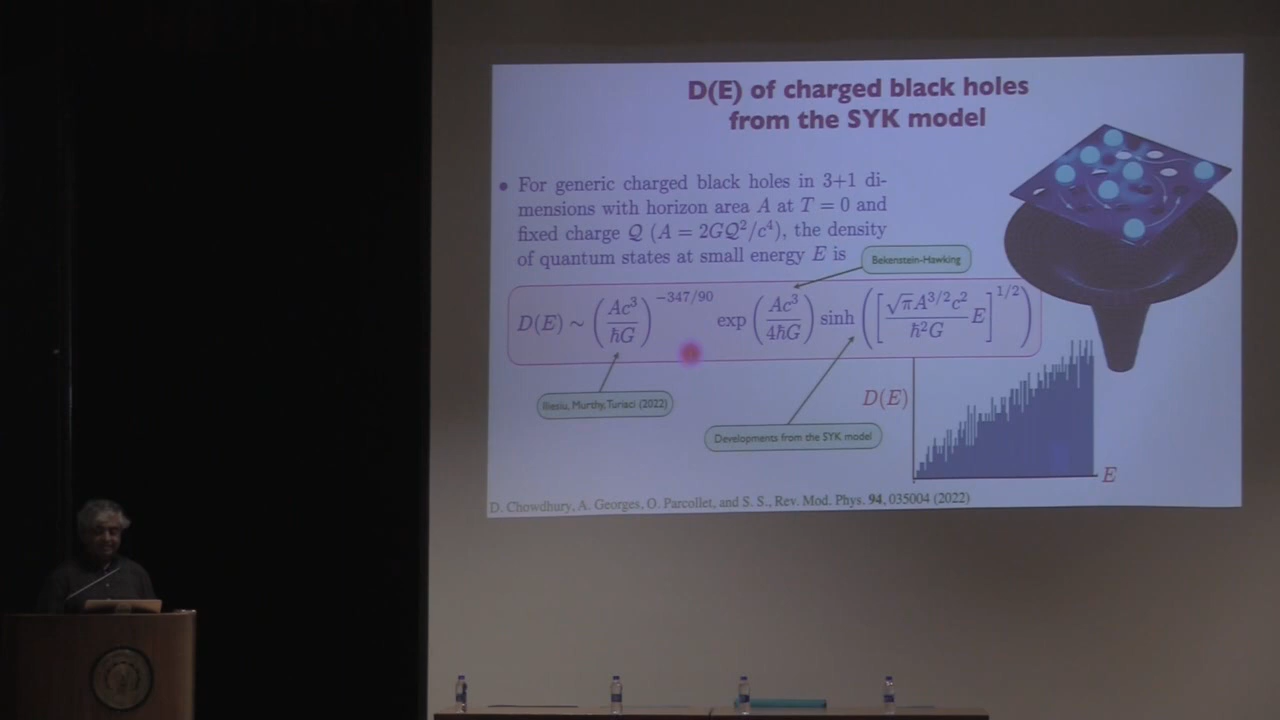 D(E) of charged black holes
from the SYK model
• For generic charged black holes in 3+1 di-
mensions with horizon area A at T = 0 and
fixed charge Q (A = 2GQ²/c⁴), the density
of quantum states at small energy E is
Bekenstein-Hawking
D(E) ∼ (Ac³/ħG)^(−347/90) exp(Ac³/4ħG) sinh([√π A^(3/2) c²/ħ²G E]^(1/2))
Iliesiu, Murthy, Turiaci (2022)
Developments from the SYK model
D(E)
E
D. Chowdhury, A. Georges, O. Parcollet, and S. S., Rev. Mod. Phys. 94, 035004 (2022)